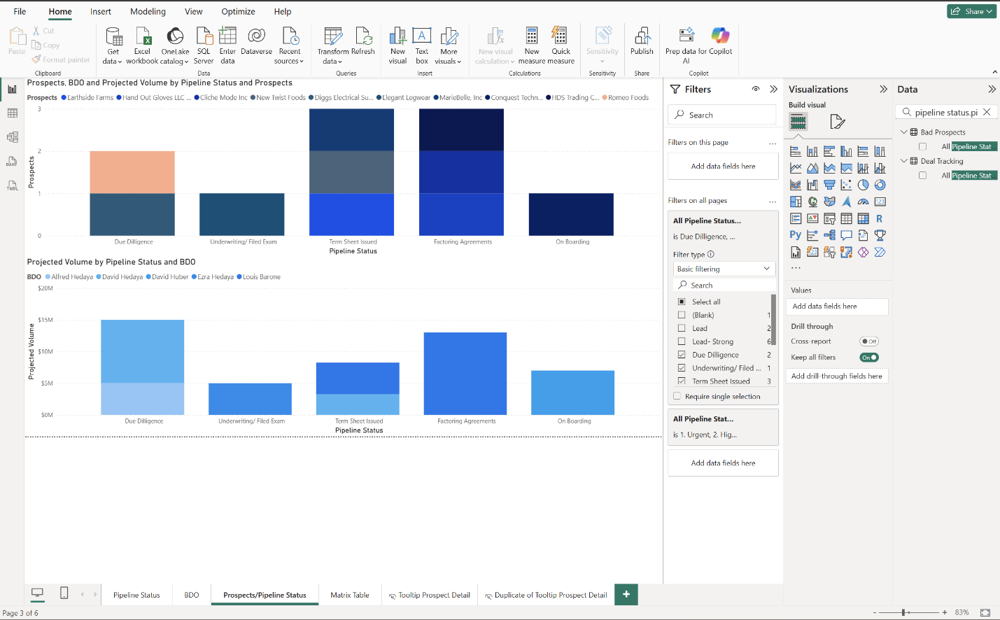 File Home Insert Modeling View Optimize Help Share
Paste
Cut
Copy
Format painter
Clipboard
Get data
Excel workbook
OneLake catalog
SQL Server
Enter data
Dataverse
Recent sources
Data
Transform data
Refresh
Queries
New visual
Text box
More visuals
Insert
New visual calculation
New measure
Quick measure
Calculations
Sensitivity
Sensitivity
Publish
Share
Prep data for AI
Copilot
Copilot
Prospects, BDO and Projected Volume by Pipeline Status and Prospects
Prospects Earthside Farms Hand Out Gloves LLC ... Cliche Mode Inc New Twist Foods Diggs Electrical Su... Elegant Legwear MarieBelle, Inc Conquest Techn... HDS Trading C... Romeo Foods
3
2
1
0
Prospects
Due Dilligence Underwriting/ Filed Exam Term Sheet Issued Factoring Agreements On Boarding
Pipeline Status
Projected Volume by Pipeline Status and BDO
BDO Alfred Hedaya David Hedaya David Huber Ezra Hedaya Louis Barone
$20M
$15M
$10M
$5M
$0M
Projected Volume
Due Dilligence Underwriting/ Filed Exam Term Sheet Issued Factoring Agreements On Boarding
Pipeline Status
Filters
Search
Filters on this page ...
Add data fields here
Filters on all pages ...
All Pipeline Status...
is Due Dilligence, ...
Filter type
Basic filtering
Search
Select all
(Blank) 1
Lead 2
Lead- Strong 6
Due Dilligence 2
Underwriting/ Filed ... 1
Term Sheet Issued 3
Require single selection
All Pipeline Stat...
is 1. Urgent, 2. Hig...
Add data fields here
Visualizations
Build visual
123
R
Py
...
Values
Add data fields here
Drill through
Cross-report Off
Keep all filters On
Add drill-through fields here
Data
pipeline status.pi
Bad Prospects
All Pipeline Stat...
Deal Tracking
All Pipeline Stat...
DAX
TMDL
Pipeline Status BDO Prospects/Pipeline Status Matrix Table Tooltip Prospect Detail Duplicate of Tooltip Prospect Detail +
Page 3 of 6
- + 83%